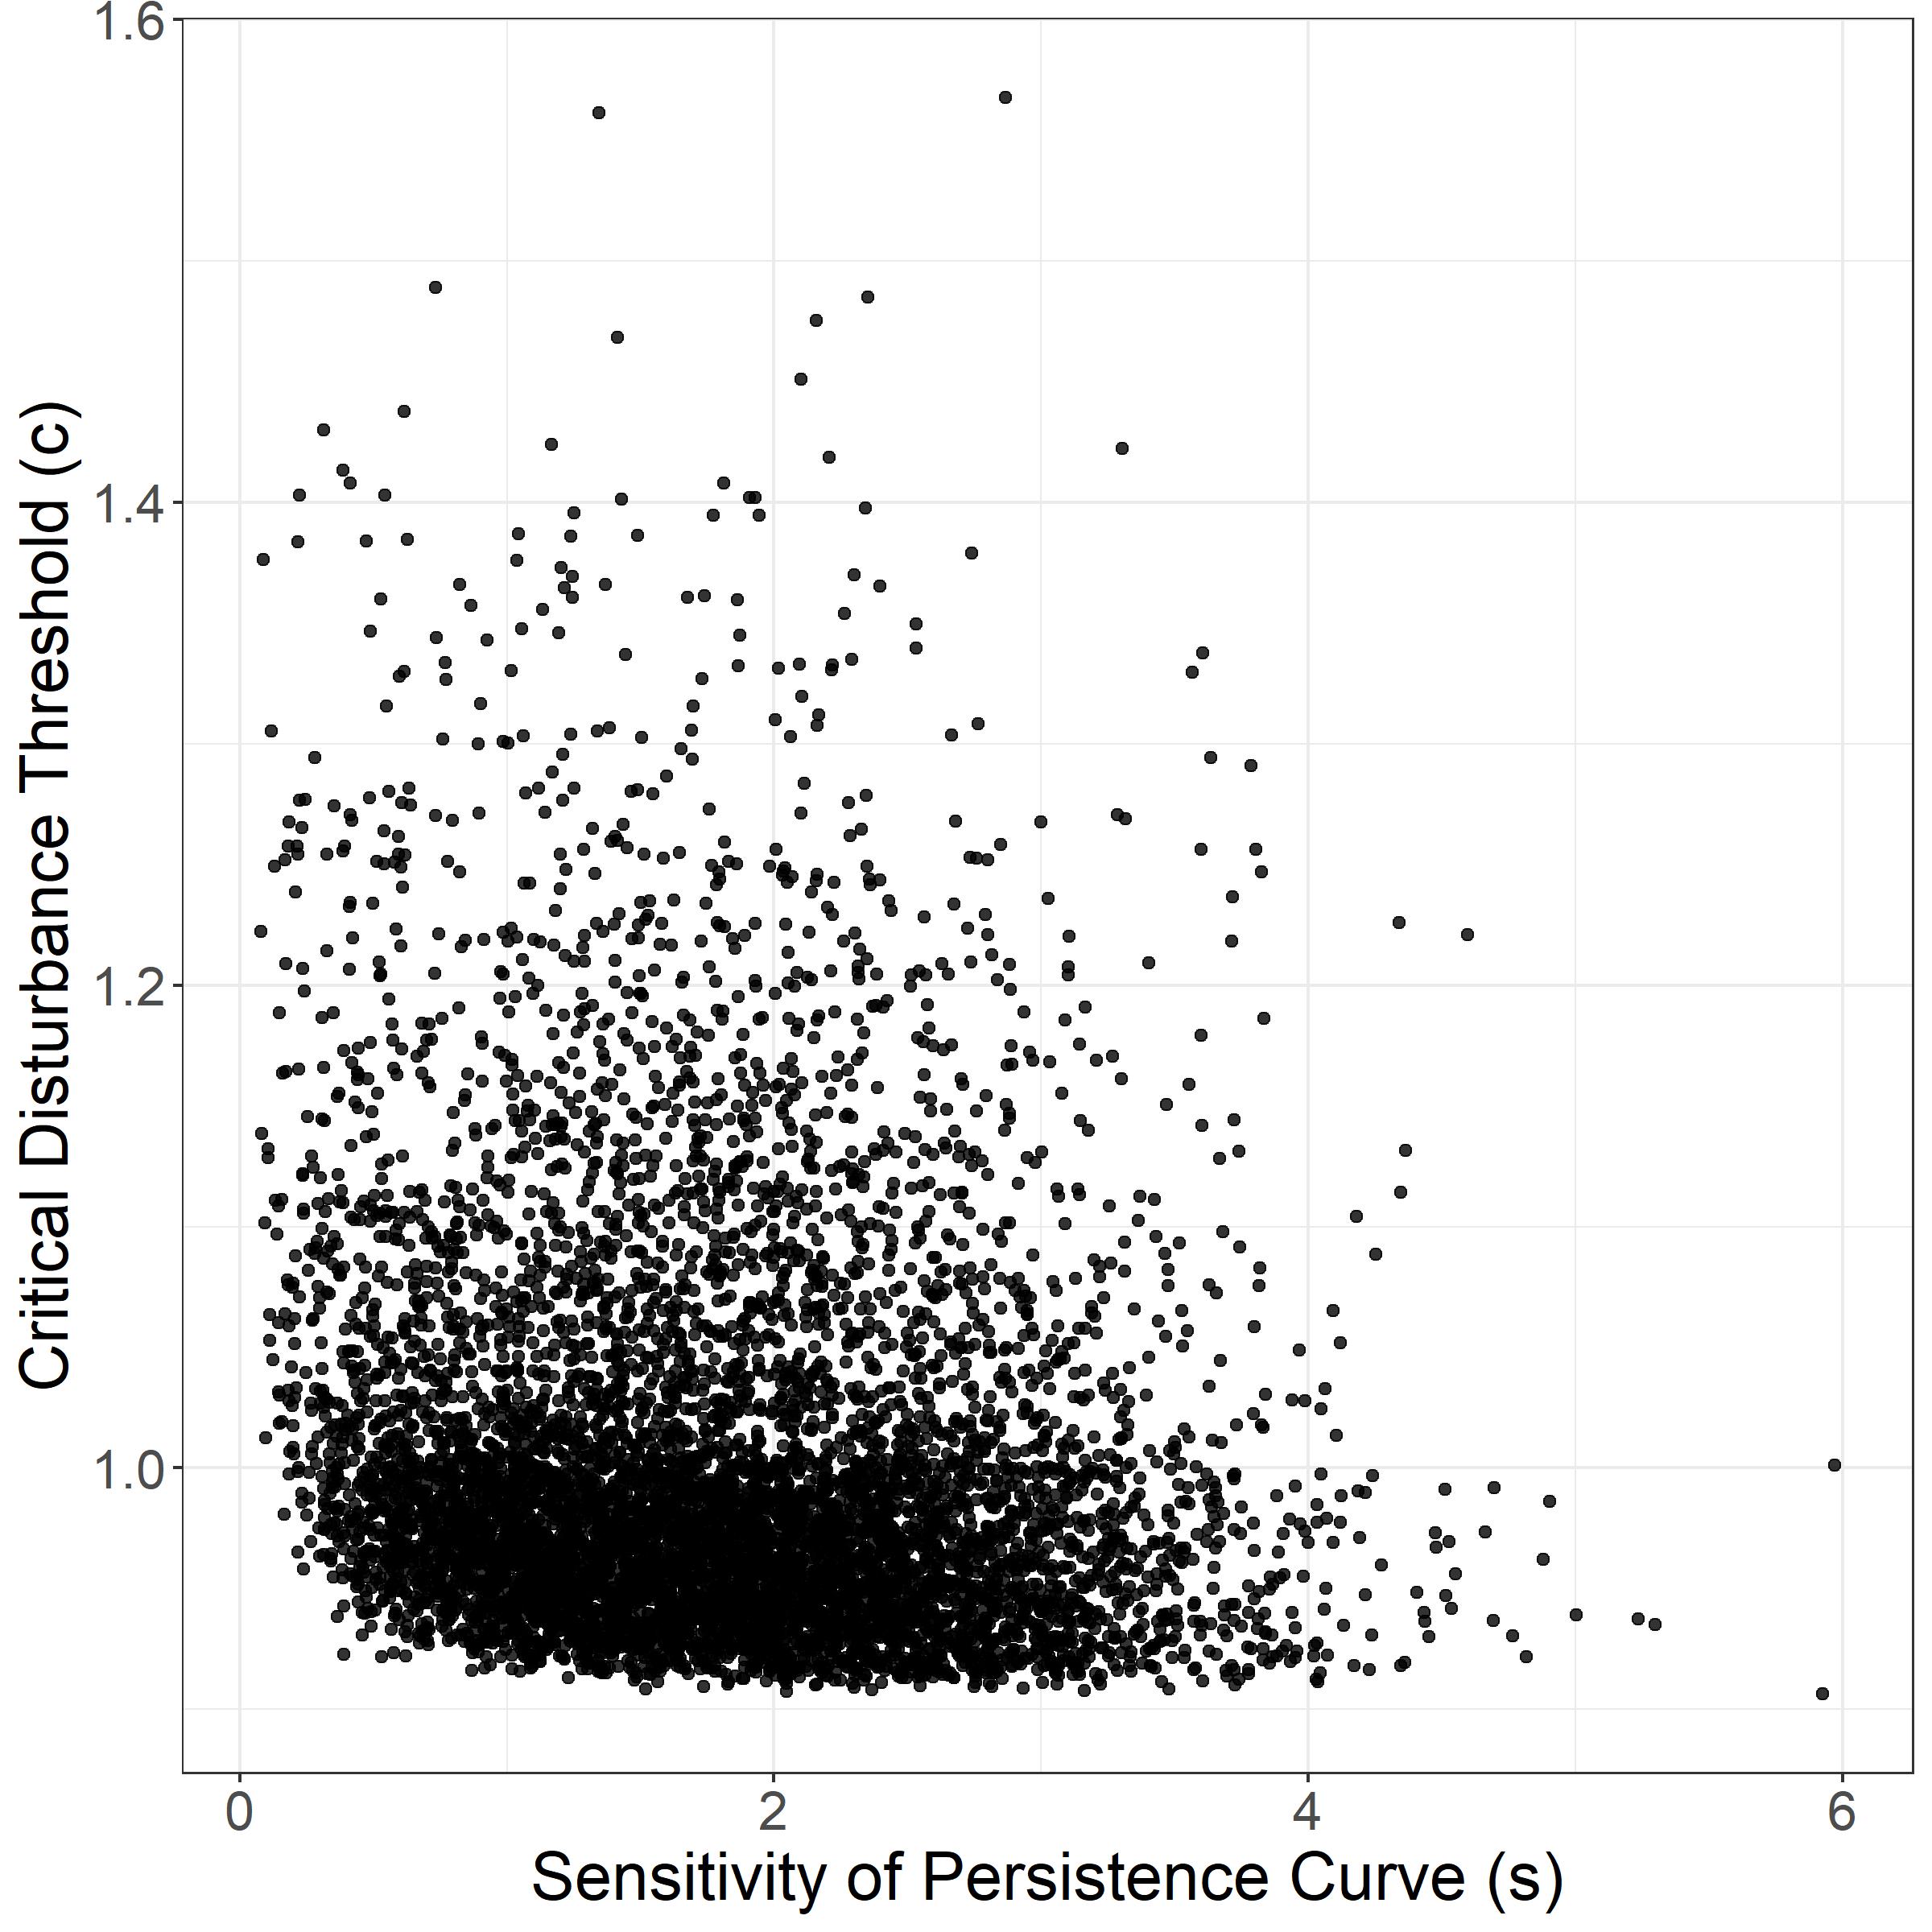 Critical Disturbance Threshold (c)
1.6
1.4
1.2
1.0
0 2 4 6
Sensitivity of Persistence Curve (s)